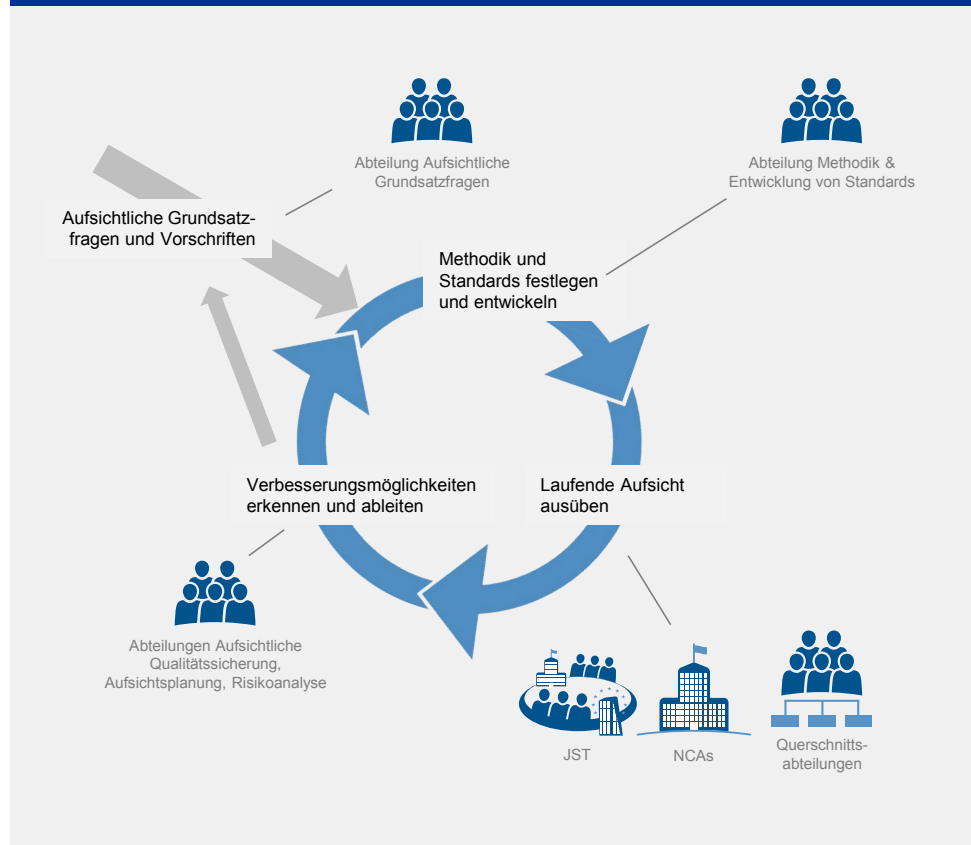 Abteilung Aufsichtliche
Grundsatzfragen
Abteilung Methodik &
Entwicklung von Standards
Aufsichtliche Grundsatz-
fragen und Vorschriften
Methodik und
Standards festlegen
und entwickeln
Verbesserungsmöglichkeiten
erkennen und ableiten
Laufende Aufsicht
ausüben
Abteilungen Aufsichtliche
Qualitätssicherung,
Aufsichtsplanung, Risikoanalyse
JST
NCAs
Querschnitts-
abteilungen